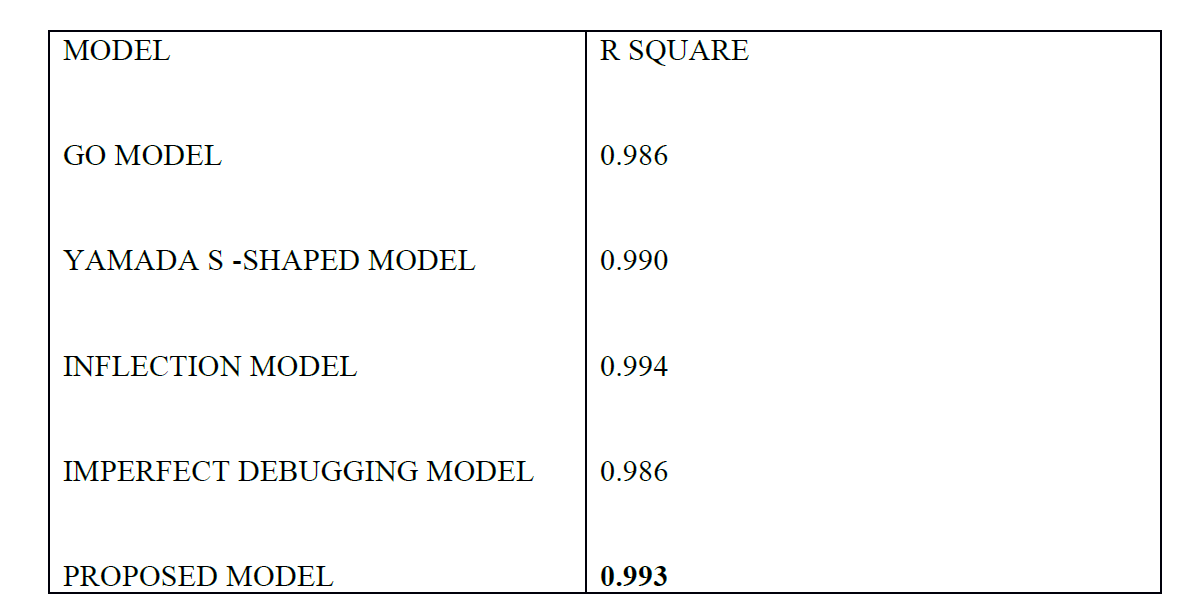 MODEL R SQUARE
GO MODEL 0.986
YAMADA S -SHAPED MODEL 0.990
INFLECTION MODEL 0.994
IMPERFECT DEBUGGING MODEL 0.986
PROPOSED MODEL 0.993